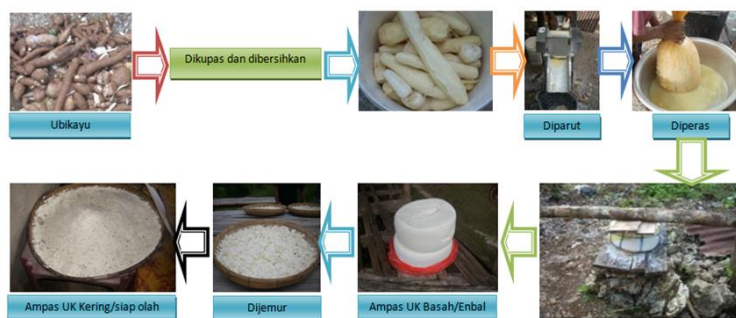 Dikupas dan dibersihkan
Ubikayu
Diparut
Diperas
Ampas UK Kering/siap olah
Dijemur
Ampas UK Basah/Enbal